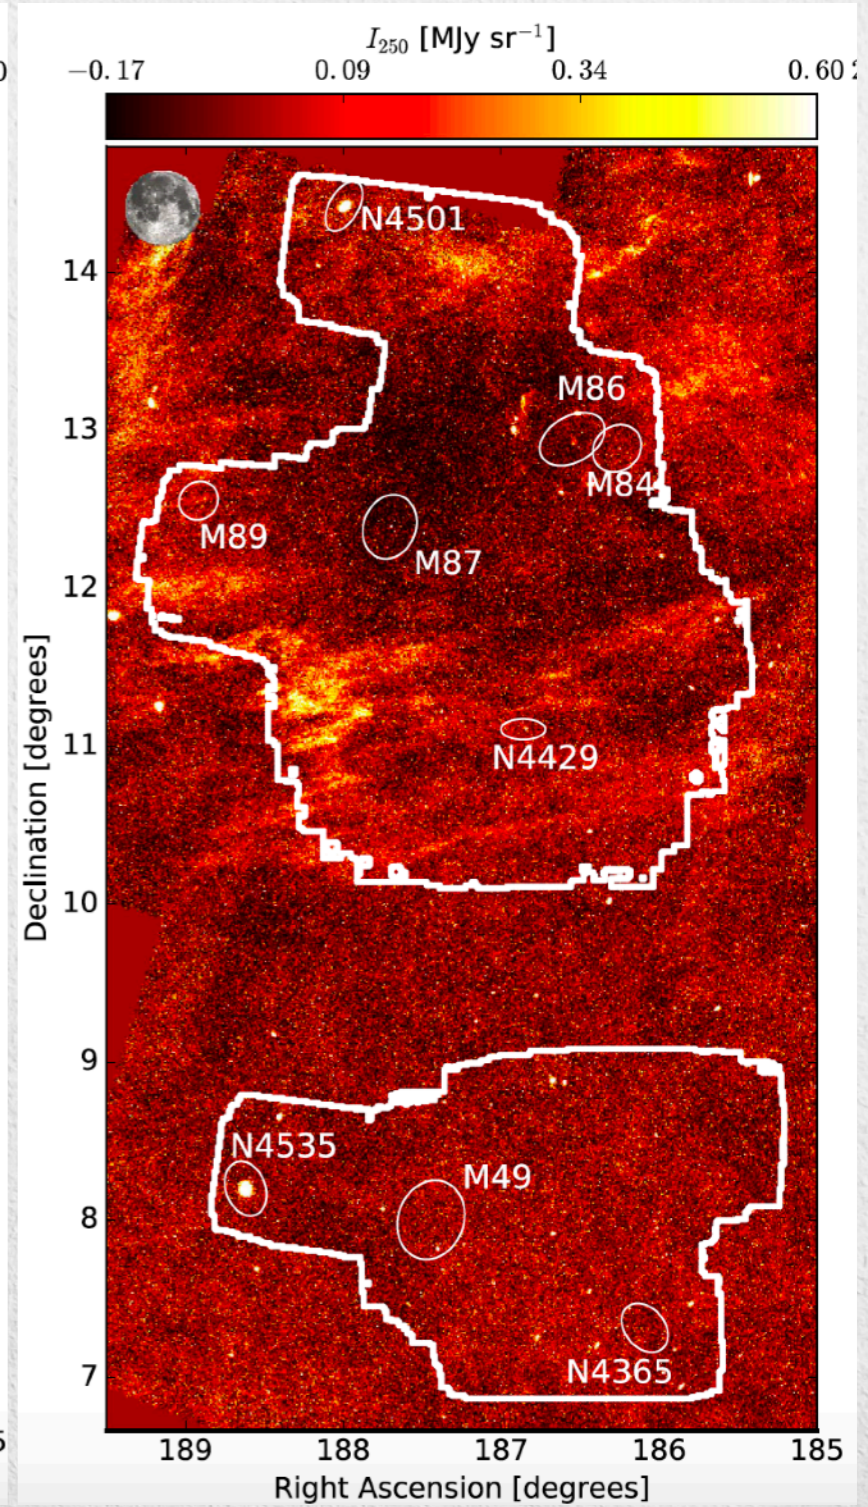 I250 [MJy sr−1]
−0.17 0.09 0.34 0.60
N4501
14
M86
13
M84
M89
M87
12
11
N4429
Declination [degrees]
10
9
N4535
M49
8
N4365
7
189 188 187 186 185
Right Ascension [degrees]